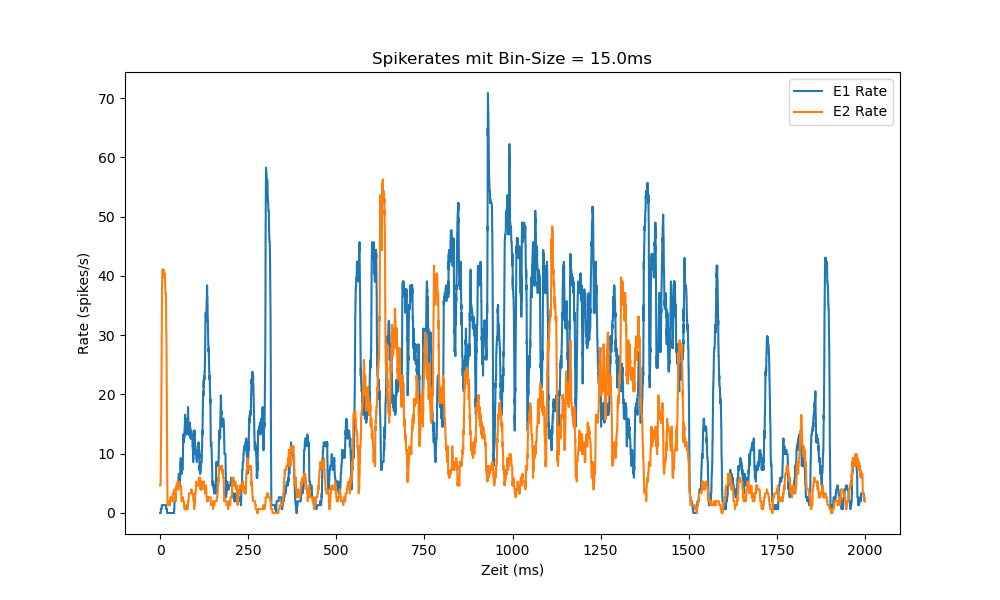 Spikerates mit Bin-Size = 15.0ms
E1 Rate
E2 Rate
Rate (spikes/s)
70
60
50
40
30
20
10
0
0 250 500 750 1000 1250 1500 1750 2000
Zeit (ms)